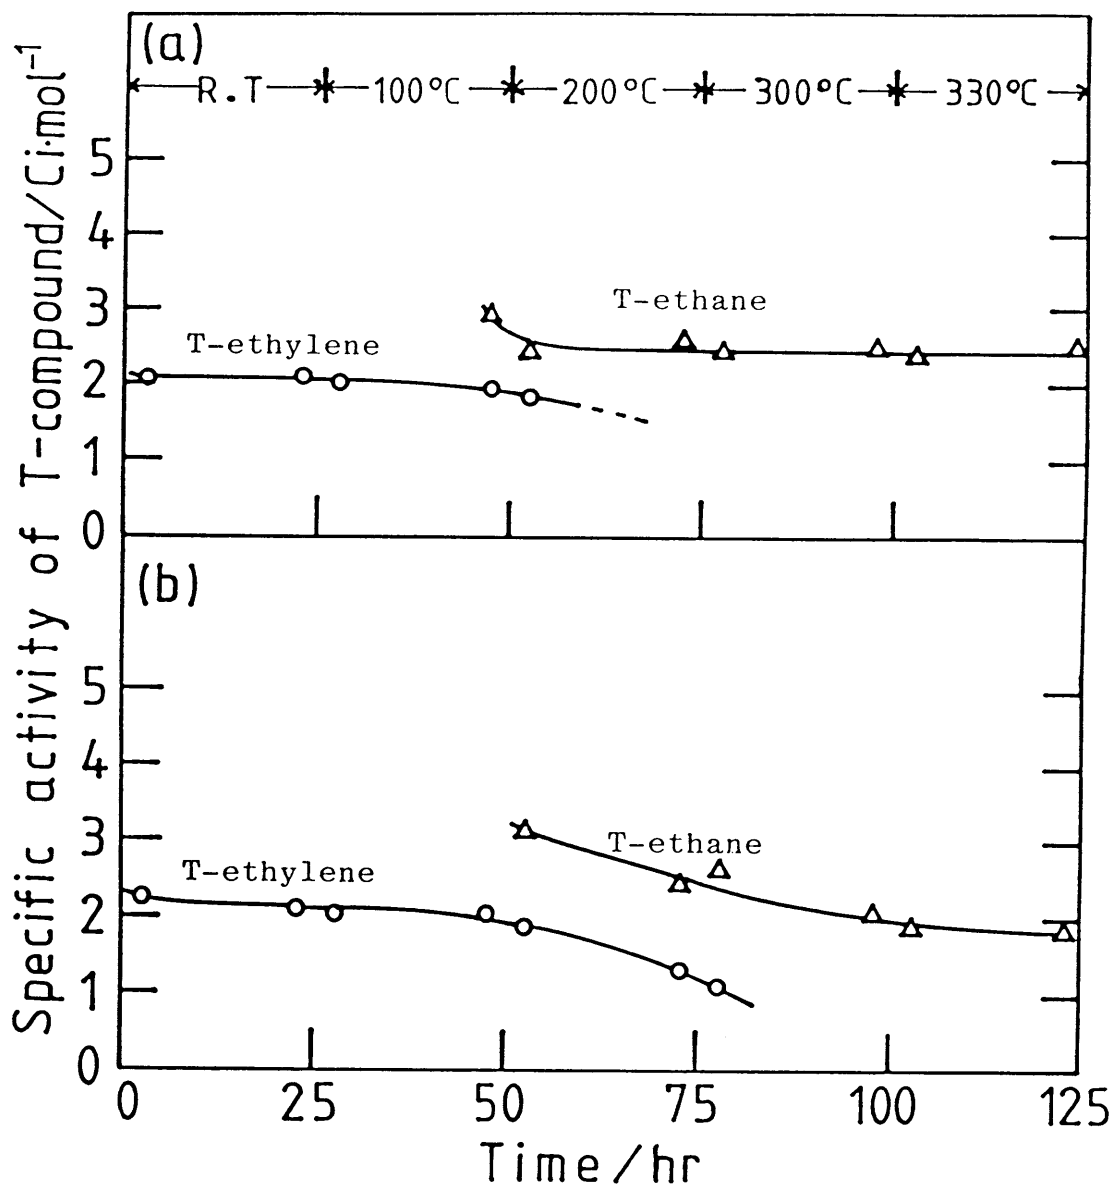 (a)
R.T 100°C 200°C 300°C 330°C
5
4
3
2
1
0
T-ethane
T-ethylene
(b)
5
4
3
2
1
0
T-ethane
T-ethylene
0 25 50 75 100 125
Time/hr
Specific activity of T-compound/Ci·mol⁻¹